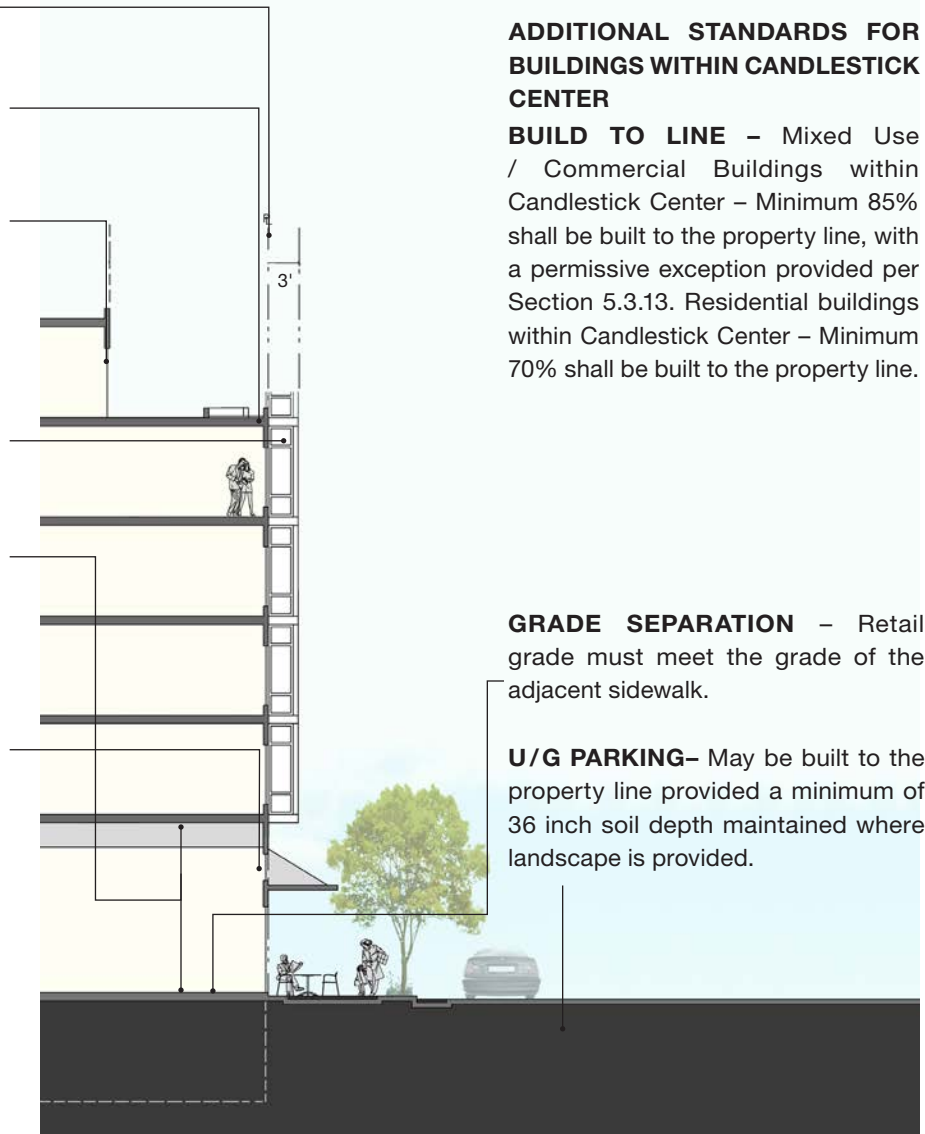 ADDITIONAL STANDARDS FOR
BUILDINGS WITHIN CANDLESTICK
CENTER
BUILD TO LINE – Mixed Use
/ Commercial Buildings within
Candlestick Center – Minimum 85%
shall be built to the property line, with
a permissive exception provided per
Section 5.3.13. Residential buildings
within Candlestick Center – Minimum
70% shall be built to the property line.
3'
GRADE SEPARATION – Retail
grade must meet the grade of the
adjacent sidewalk.
U/G PARKING– May be built to the
property line provided a minimum of
36 inch soil depth maintained where
landscape is provided.